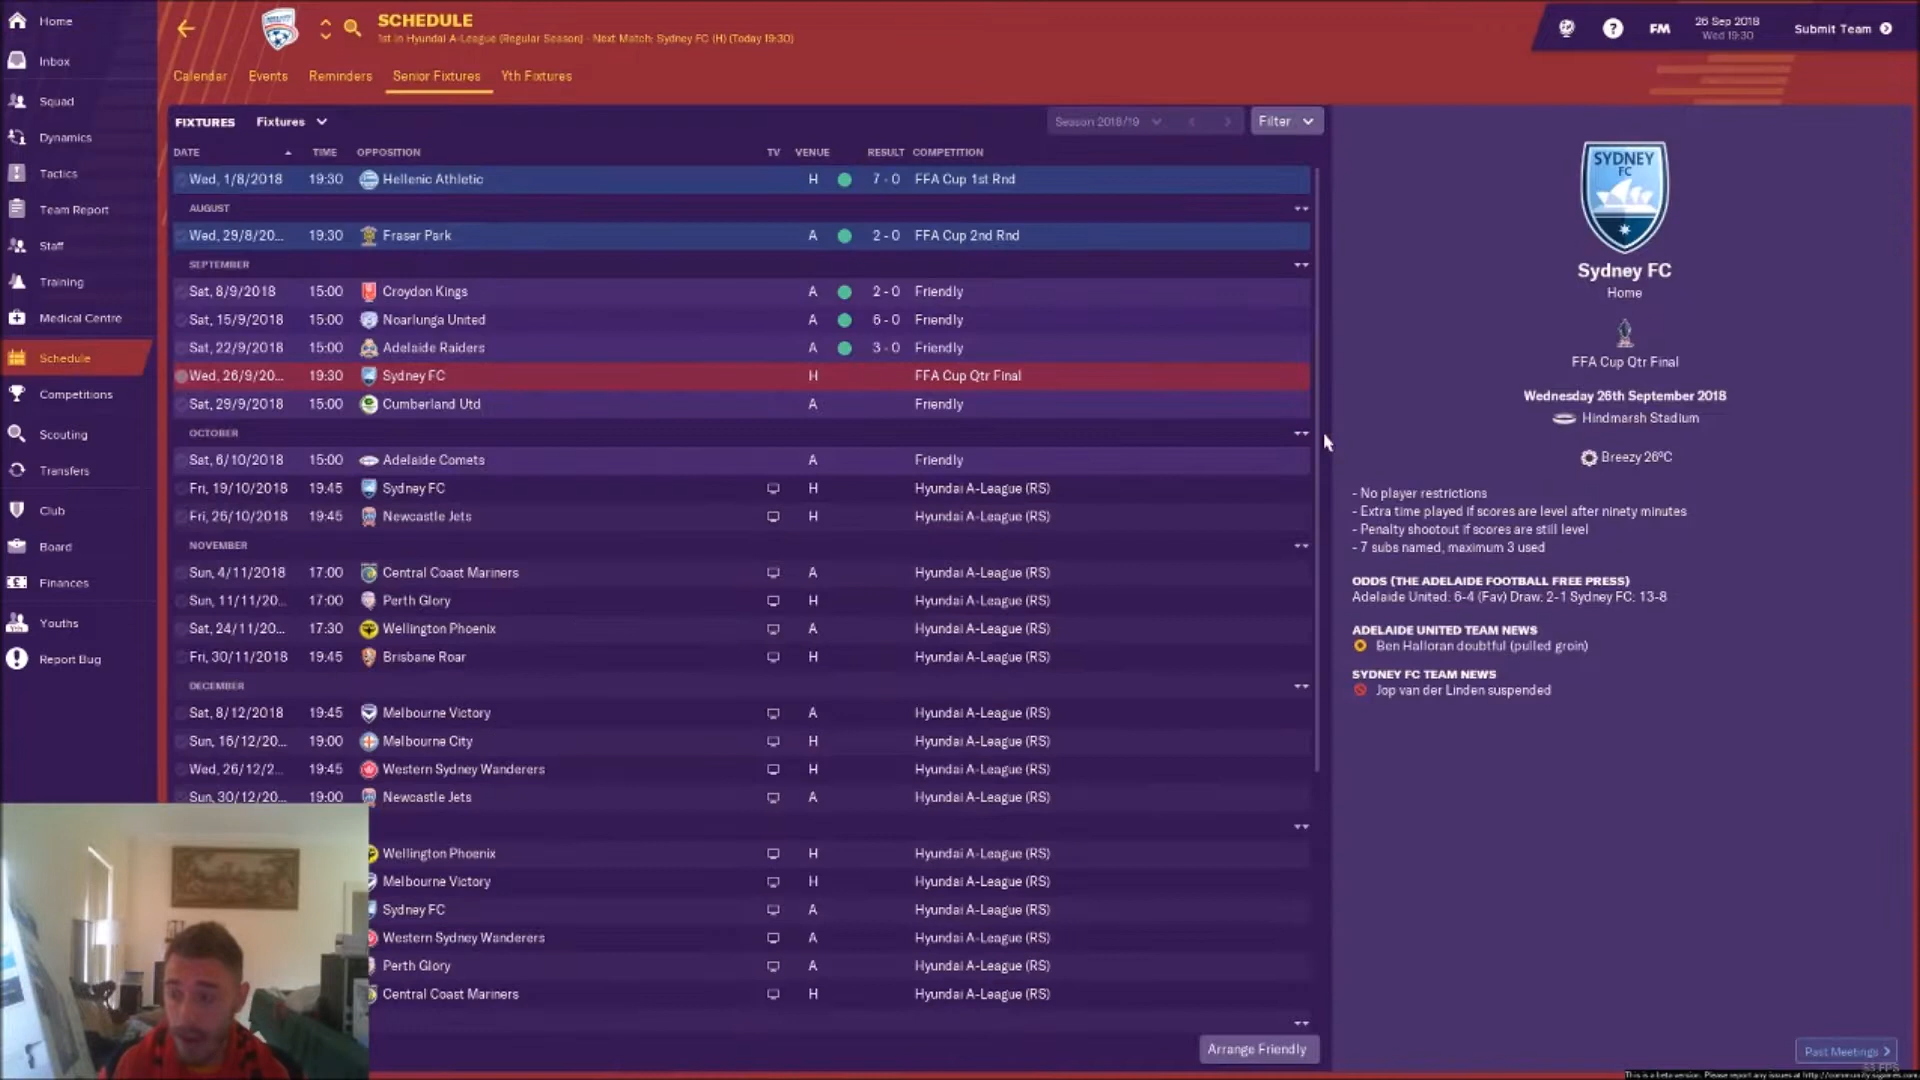 Home
Inbox
Squad
Dynamics
Tactics
Team Report
Staff
Training
Medical Centre
Schedule
Competitions
Scouting
Transfers
Club
Board
Finances
Youths
Report Bug
SCHEDULE
1st in Hyundai A-League (Regular Season) - Next Match: Sydney FC (H) (Today 19:30)
FM
26 Sep 2018
Wed 19:30
Submit Team
Calendar Events Reminders Senior Fixtures Yth Fixtures
FIXTURES Fixtures Season 2018/19 Filter
DATE TIME OPPOSITION TV VENUE RESULT COMPETITION
Wed, 1/8/2018 19:30 Hellenic Athletic H 7 - 0 FFA Cup 1st Rnd
AUGUST
Wed, 29/8/20... 19:30 Fraser Park A 2 - 0 FFA Cup 2nd Rnd
SEPTEMBER
Sat, 8/9/2018 15:00 Croydon Kings A 2 - 0 Friendly
Sat, 15/9/2018 15:00 Noarlunga United A 6 - 0 Friendly
Sat, 22/9/2018 15:00 Adelaide Raiders A 3 - 0 Friendly
Wed, 26/9/20... 19:30 Sydney FC H FFA Cup Qtr Final
Sat, 29/9/2018 15:00 Cumberland Utd A Friendly
OCTOBER
Sat, 6/10/2018 15:00 Adelaide Comets A Friendly
Fri, 19/10/2018 19:45 Sydney FC H Hyundai A-League (RS)
Fri, 26/10/2018 19:45 Newcastle Jets H Hyundai A-League (RS)
NOVEMBER
Sun, 4/11/2018 17:00 Central Coast Mariners A Hyundai A-League (RS)
Sun, 11/11/20... 17:00 Perth Glory H Hyundai A-League (RS)
Sat, 24/11/20... 17:30 Wellington Phoenix A Hyundai A-League (RS)
Fri, 30/11/2018 19:45 Brisbane Roar H Hyundai A-League (RS)
DECEMBER
Sat, 8/12/2018 19:45 Melbourne Victory A Hyundai A-League (RS)
Sun, 16/12/20... 19:00 Melbourne City H Hyundai A-League (RS)
Wed, 26/12/2... 19:45 Western Sydney Wanderers H Hyundai A-League (RS)
Sun, 30/12/20... 19:00 Newcastle Jets A Hyundai A-League (RS)
Wellington Phoenix H Hyundai A-League (RS)
Melbourne Victory H Hyundai A-League (RS)
Sydney FC A Hyundai A-League (RS)
Western Sydney Wanderers A Hyundai A-League (RS)
Perth Glory A Hyundai A-League (RS)
Central Coast Mariners H Hyundai A-League (RS)
Arrange Friendly
SYDNEY
FC
Sydney FC
Home
FFA Cup Qtr Final
Wednesday 26th September 2018
Hindmarsh Stadium
Breezy 26ºC
- No player restrictions
- Extra time played if scores are level after ninety minutes
- Penalty shootout if scores are still level
- 7 subs named, maximum 3 used
ODDS (THE ADELAIDE FOOTBALL FREE PRESS)
Adelaide United: 6-4 (Fav) Draw: 2-1 Sydney FC: 13-8
ADELAIDE UNITED TEAM NEWS
Ben Halloran doubtful (pulled groin)
SYDNEY FC TEAM NEWS
Jop van der Linden suspended
Past Meetings
This is a beta version. Please report any issues at http://community.sigames.com